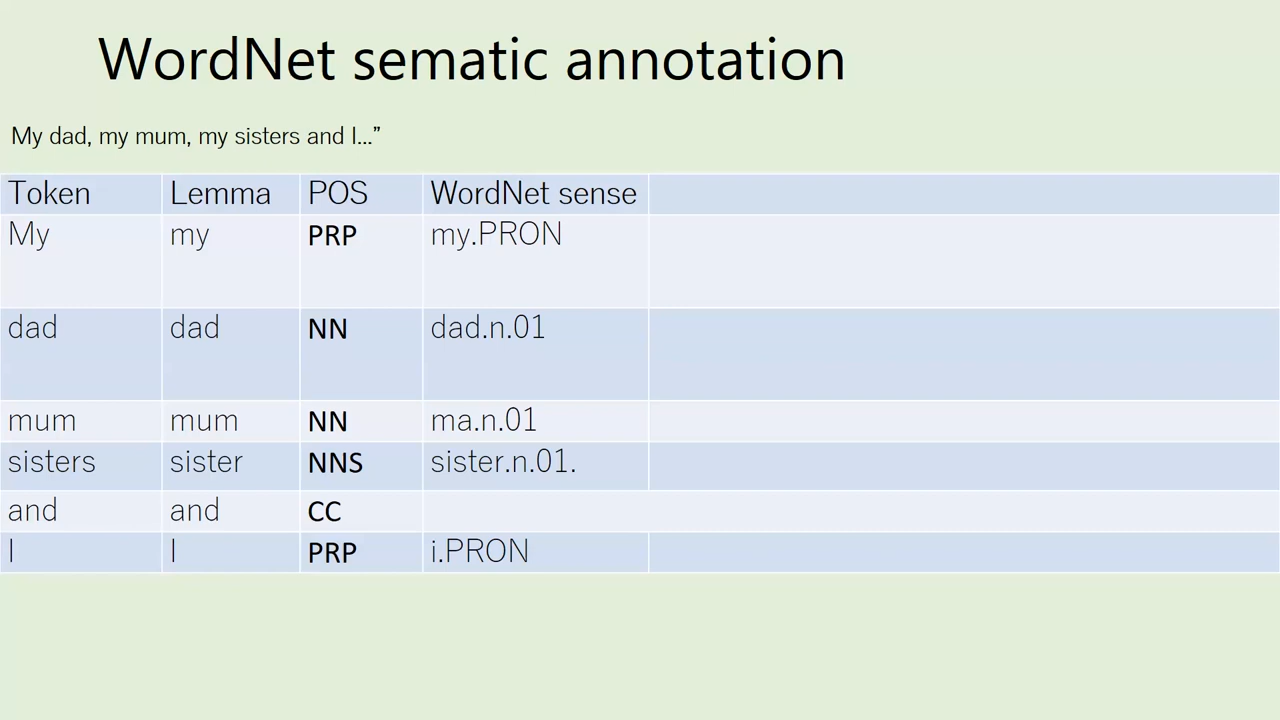 WordNet sematic annotation
My dad, my mum, my sisters and I...”
Token Lemma POS WordNet sense
My my PRP my.PRON
dad dad NN dad.n.01
mum mum NN ma.n.01
sisters sister NNS sister.n.01.
and and CC
I I PRP i.PRON